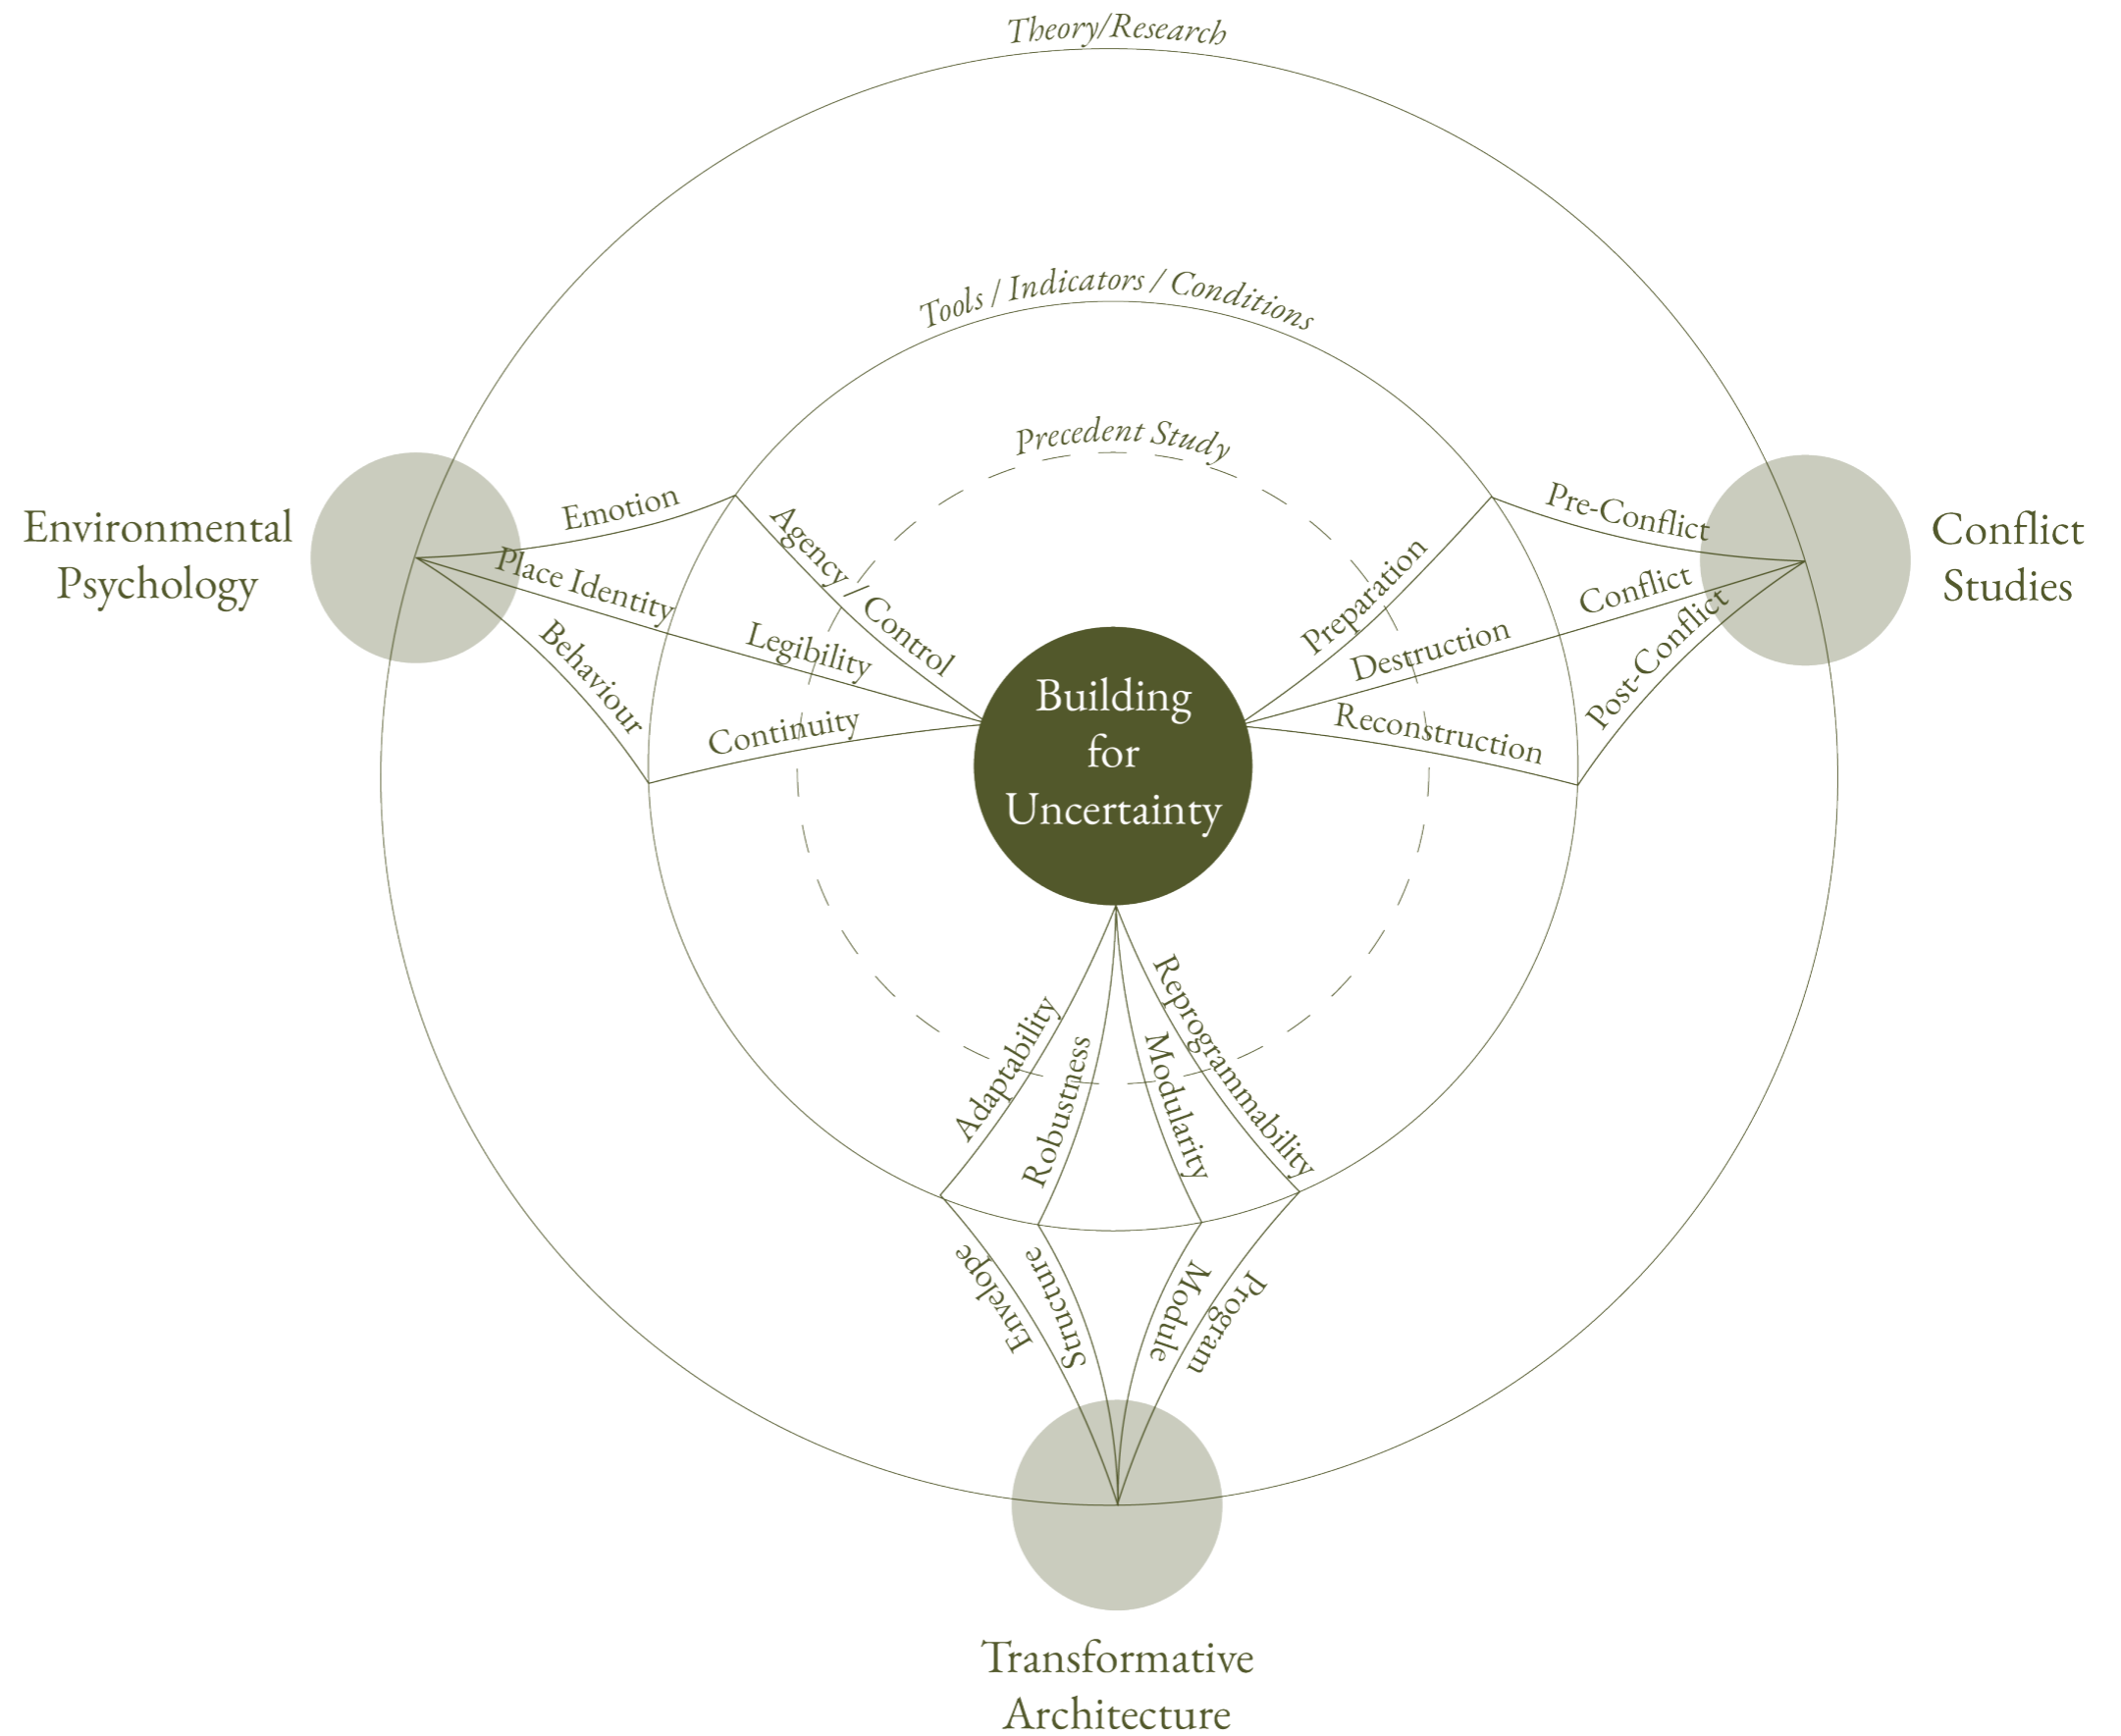 Theory/Research
Tools / Indicators / Conditions
Precedent Study
Environmental
Psychology
Emotion
Place Identity
Behaviour
Agency / Control
Legibility
Continuity
Building
for
Uncertainty
Preparation
Destruction
Reconstruction
Pre-Conflict
Conflict
Post-Conflict
Conflict
Studies
Adaptability
Robustness
Modularity
Reprogrammability
Envelope
Structure
Module
Program
Transformative
Architecture